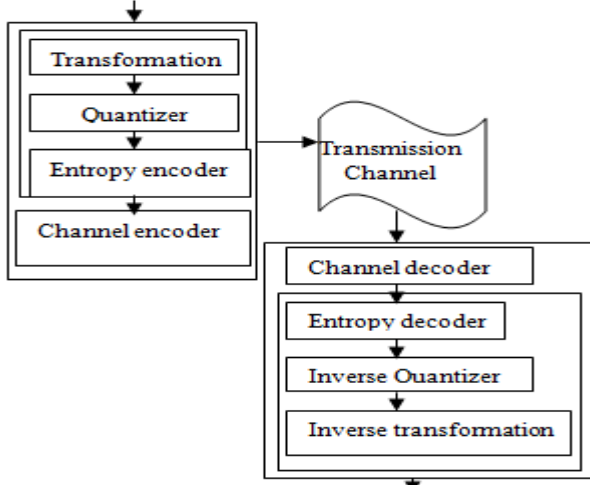 Transformation
Quantizer
Entropy encoder
Channel encoder
Transmission
Channel
Channel decoder
Entropy decoder
Inverse Quantizer
Inverse transformation